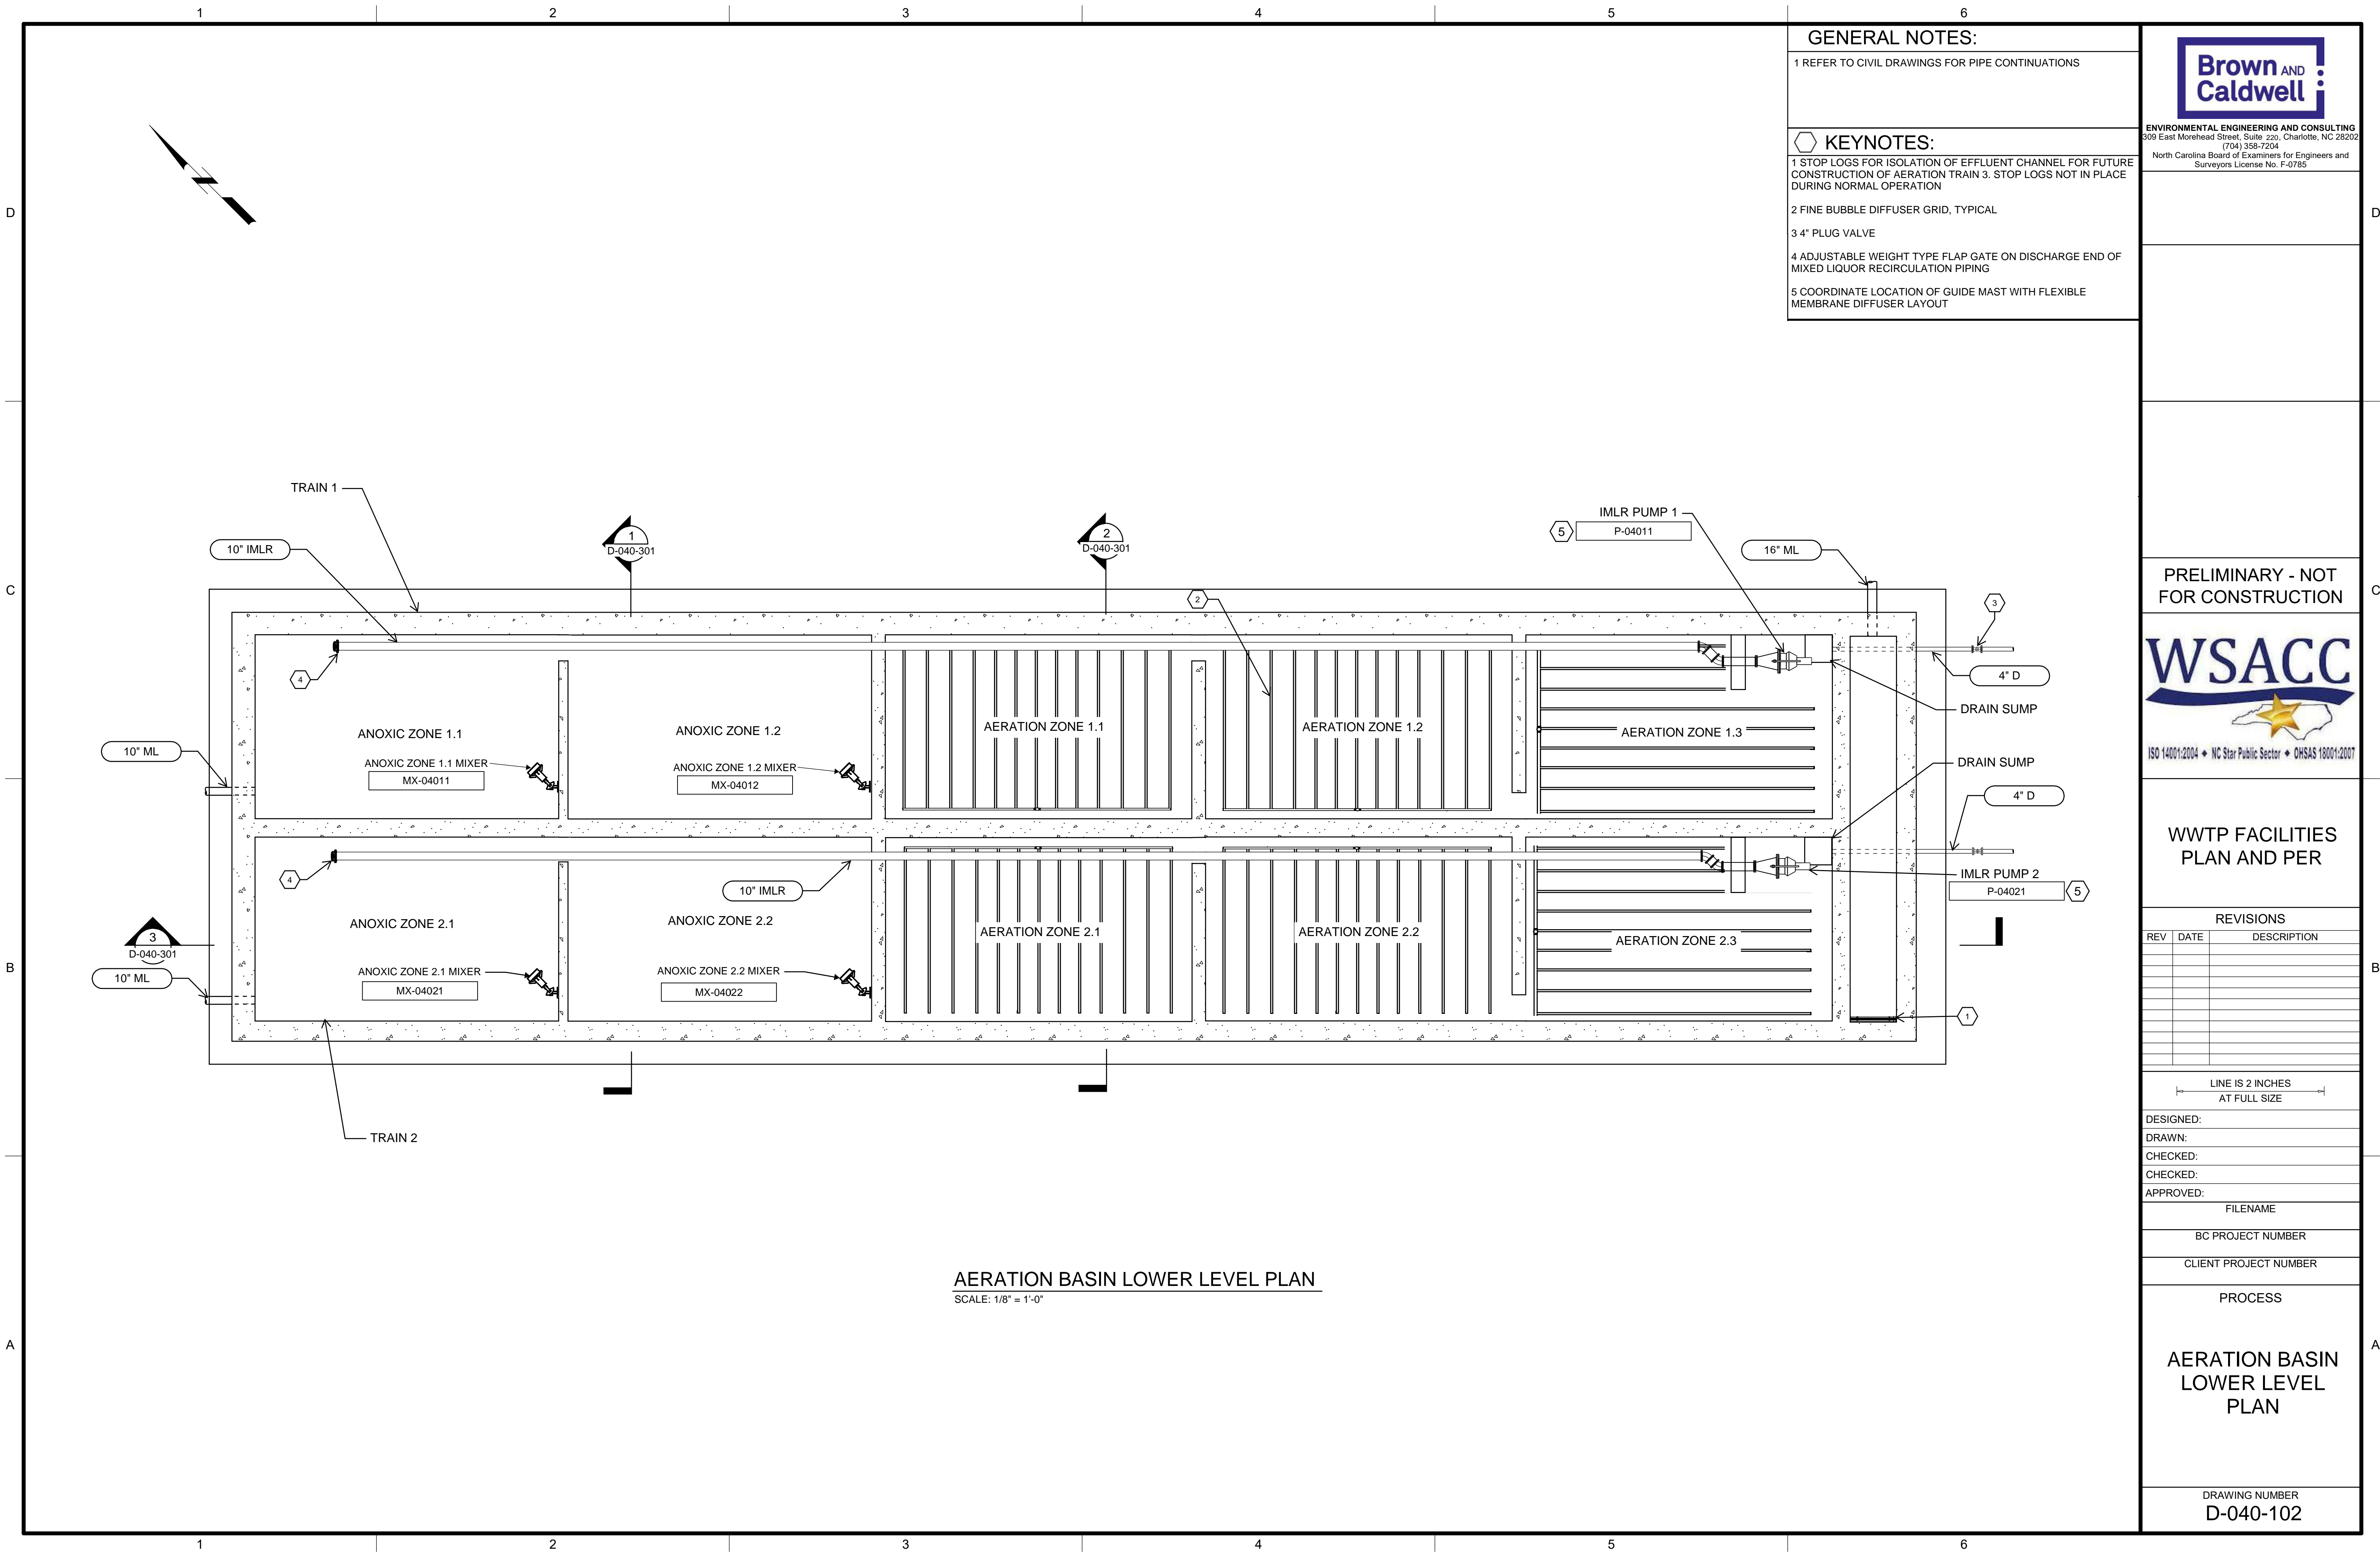 1 2 3 4 5 6
GENERAL NOTES:
1 REFER TO CIVIL DRAWINGS FOR PIPE CONTINUATIONS
KEYNOTES:
1 STOP LOGS FOR ISOLATION OF EFFLUENT CHANNEL FOR FUTURE
CONSTRUCTION OF AERATION TRAIN 3. STOP LOGS NOT IN PLACE
DURING NORMAL OPERATION
2 FINE BUBBLE DIFFUSER GRID, TYPICAL
3 4" PLUG VALVE
4 ADJUSTABLE WEIGHT TYPE FLAP GATE ON DISCHARGE END OF
MIXED LIQUOR RECIRCULATION PIPING
5 COORDINATE LOCATION OF GUIDE MAST WITH FLEXIBLE
MEMBRANE DIFFUSER LAYOUT
D
D
C
C
B
B
A
A
TRAIN 1
10" IMLR
1
D-040-301
2
D-040-301
IMLR PUMP 1
5
P-04011
16" ML
2
3
4
4" D
DRAIN SUMP
ANOXIC ZONE 1.1
ANOXIC ZONE 1.2
AERATION ZONE 1.1
AERATION ZONE 1.2
AERATION ZONE 1.3
10" ML
ANOXIC ZONE 1.1 MIXER
MX-04011
ANOXIC ZONE 1.2 MIXER
MX-04012
DRAIN SUMP
4" D
4
10" IMLR
IMLR PUMP 2
P-04021
5
ANOXIC ZONE 2.1
ANOXIC ZONE 2.2
AERATION ZONE 2.1
AERATION ZONE 2.2
AERATION ZONE 2.3
3
D-040-301
10" ML
ANOXIC ZONE 2.1 MIXER
MX-04021
ANOXIC ZONE 2.2 MIXER
MX-04022
1
TRAIN 2
AERATION BASIN LOWER LEVEL PLAN
SCALE: 1/8" = 1'-0"
Brown AND
Caldwell
ENVIRONMENTAL ENGINEERING AND CONSULTING
309 East Morehead Street, Suite 220, Charlotte, NC 28202
(704) 358-7204
North Carolina Board of Examiners for Engineers and
Surveyors License No. F-0785
PRELIMINARY - NOT
FOR CONSTRUCTION
WSACC
ISO 14001:2004 ✦ NC Star Public Sector ✦ OHSAS 18001:2007
WWTP FACILITIES
PLAN AND PER
REVISIONS
REV DATE DESCRIPTION
LINE IS 2 INCHES
AT FULL SIZE
DESIGNED:
DRAWN:
CHECKED:
CHECKED:
APPROVED:
FILENAME
BC PROJECT NUMBER
CLIENT PROJECT NUMBER
PROCESS
AERATION BASIN
LOWER LEVEL
PLAN
DRAWING NUMBER
D-040-102
1 2 3 4 5 6